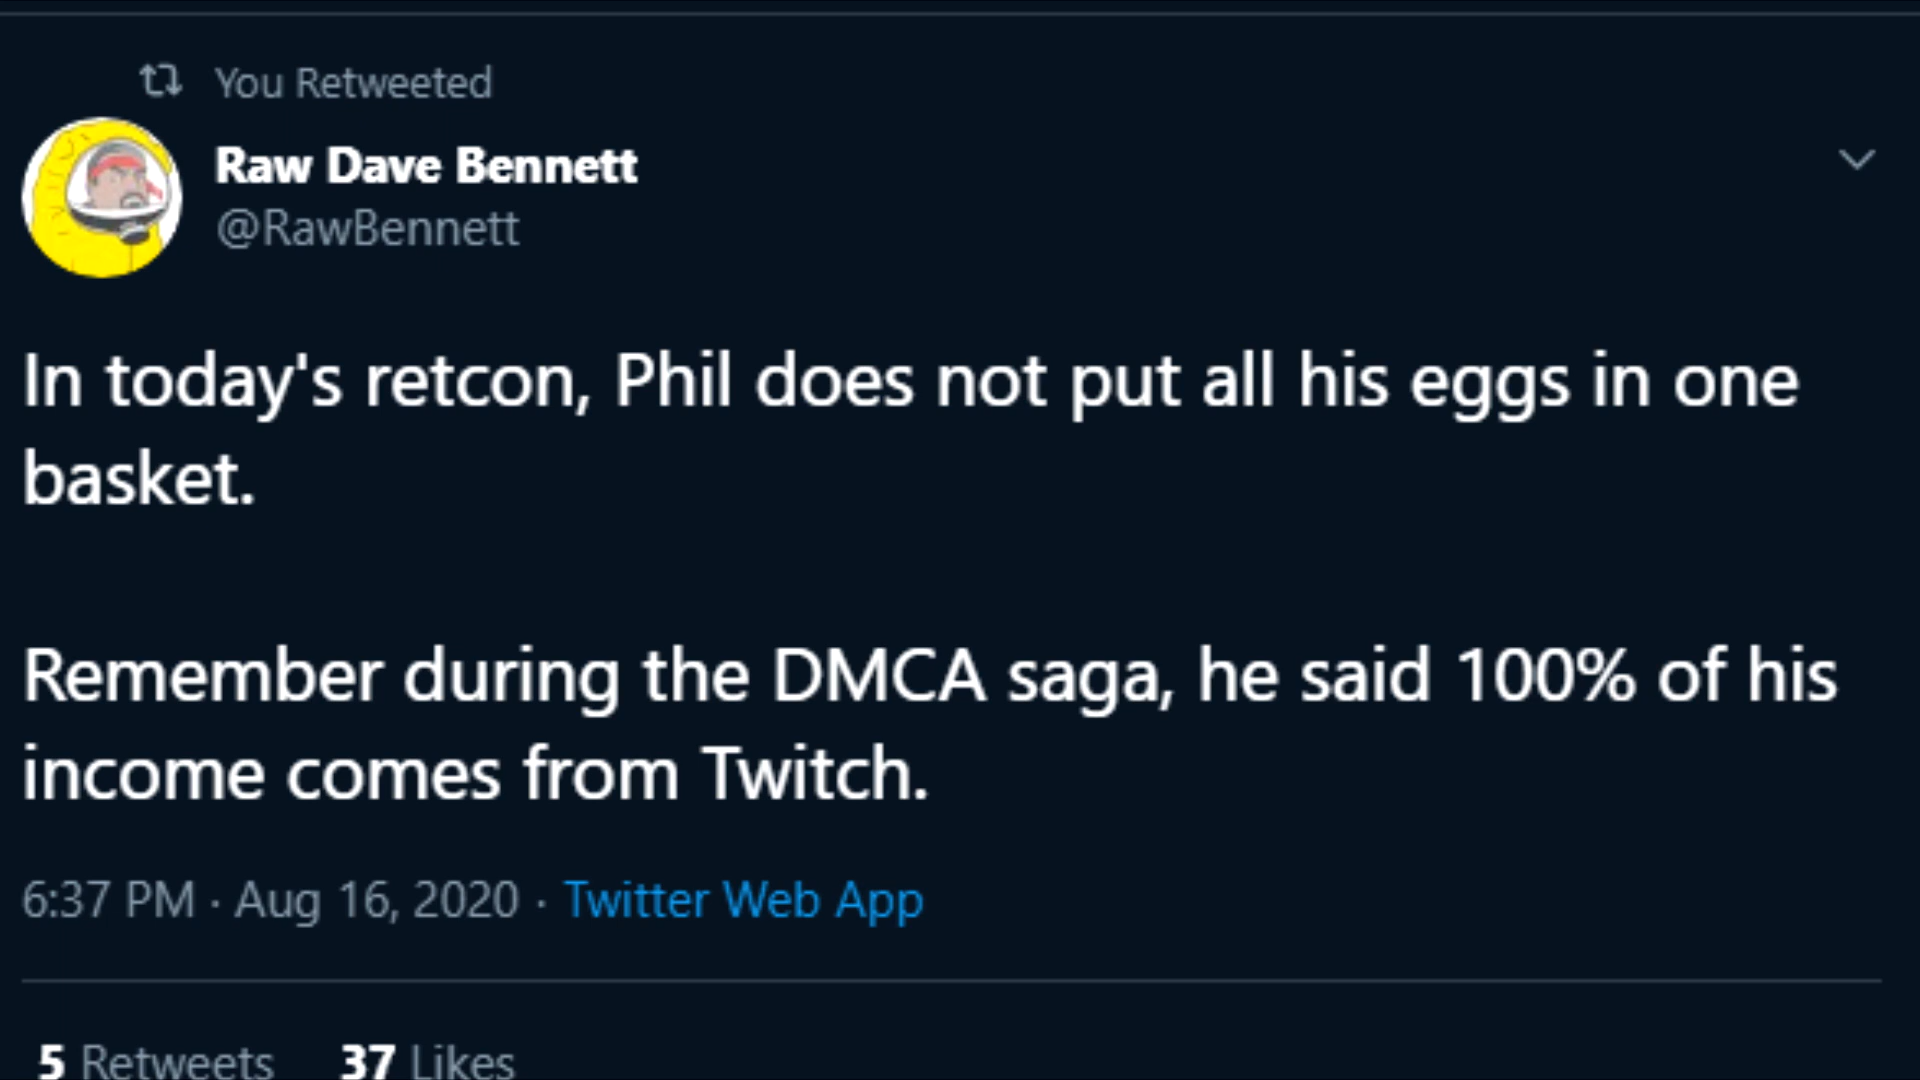 You Retweeted
Raw Dave Bennett
@RawBennett
In today's retcon, Phil does not put all his eggs in one
basket.
Remember during the DMCA saga, he said 100% of his
income comes from Twitch.
6:37 PM · Aug 16, 2020 · Twitter Web App
5 Retweets 37 Likes